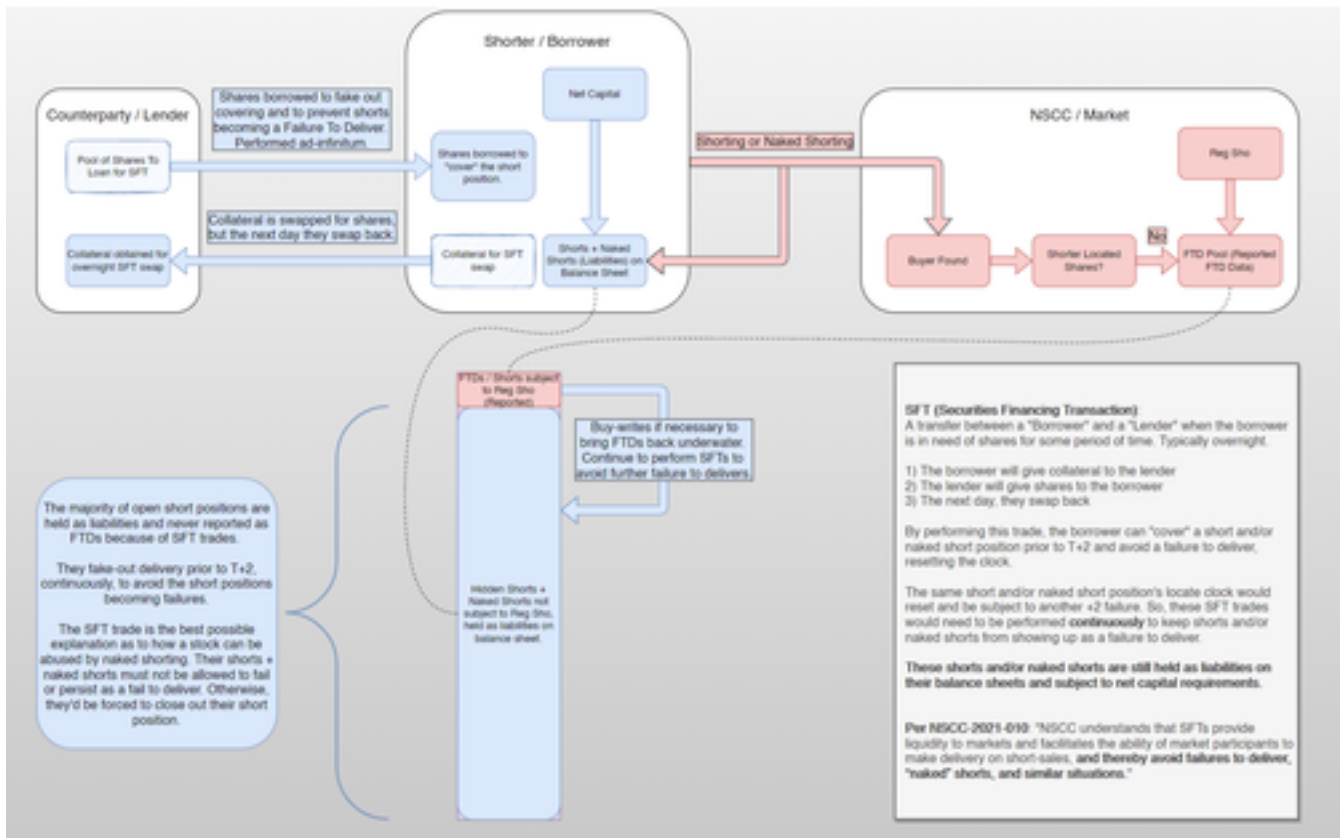 Shorter / Borrower
Counterparty / Lender
NSCC / Market
Shares borrowed to fake out
covering and to prevent shorts
becoming a Failure To Deliver.
Performed ad-infinitum.
Net Capital
Pool of Shares To
Loan for SFT
Shares borrowed to
"cover" the short
position.
Shorting or Naked Shorting
Reg Sho
Collateral is swapped for shares,
but the next day they swap back.
Collateral obtained for
overnight SFT swap
Collateral for SFT
swap
Shorts + Naked
Shorts (Liabilities) on
Balance Sheet
Buyer Found
Shorter Located
Shares?
No
FTD Pool (Reported
FTD Data)
FTDs / Shorts subject
to Reg Sho
(Reported)
Buy-writes if necessary to
bring FTDs back underwater.
Continue to perform SFTs to
avoid further failure to delivers.
The majority of open short positions are
held as liabilities and never reported as
FTDs because of SFT trades.
They fake-out delivery prior to T+2,
continuously, to avoid the short positions
becoming failures.
The SFT trade is the best possible
explanation as to how a stock can be
abused by naked shorting. Their shorts +
naked shorts must not be allowed to fail
or persist as a fail to deliver. Otherwise,
they'd be forced to close out their short
position.
Hidden Shorts +
Naked Shorts not
subject to Reg Sho,
held as liabilities on
balance sheet.
SFT (Securities Financing Transaction):
A transfer between a "Borrower" and a "Lender" when the borrower
is in need of shares for some period of time. Typically overnight.
1) The borrower will give collateral to the lender
2) The lender will give shares to the borrower
3) The next day, they swap back
By performing this trade, the borrower can "cover" a short and/or
naked short position prior to T+2 and avoid a failure to deliver,
resetting the clock.
The same short and/or naked short position's locate clock would
reset and be subject to another +2 failure. So, these SFT trades
would need to be performed continuously to keep shorts and/or
naked shorts from showing up as a failure to deliver.
These shorts and/or naked shorts are still held as liabilities on
their balance sheets and subject to net capital requirements.
Per NSCC-2021-010: "NSCC understands that SFTs provide
liquidity to markets and facilitates the ability of market participants to
make delivery on short-sales, and thereby avoid failures to deliver,
"naked" shorts, and similar situations."